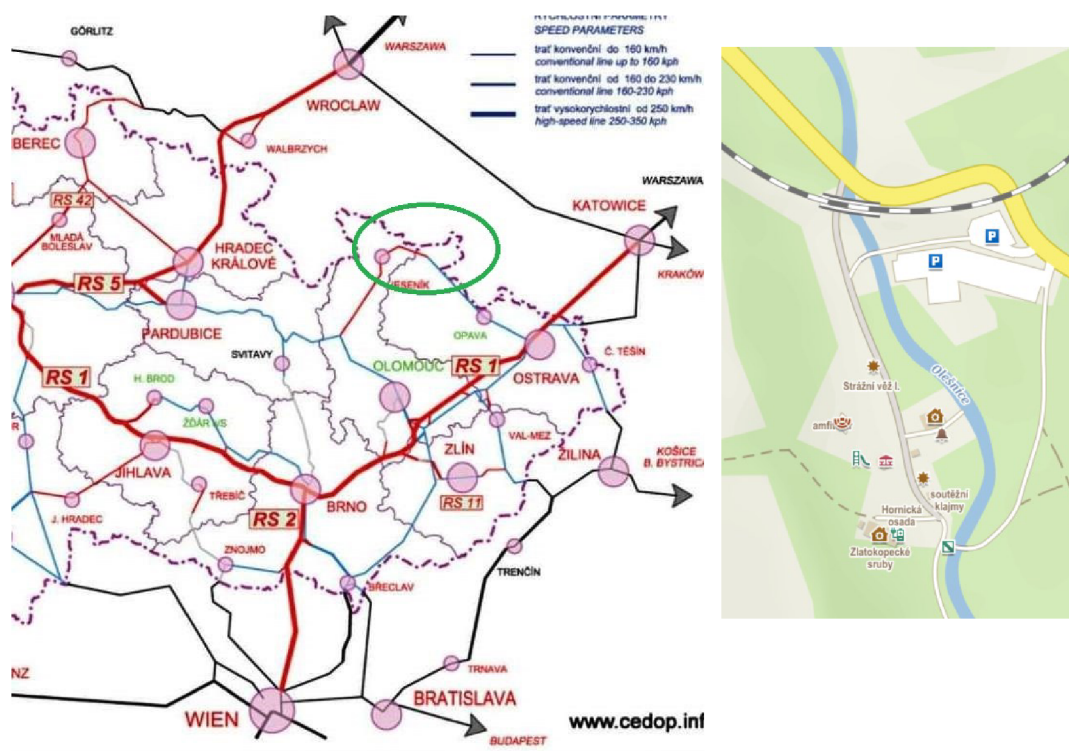 GÖRLITZ
WARSZAWA
RYCHLOSTNÍ PARAMETRY
SPEED PARAMETERS
trať konvenční do 160 km/h
conventional line up to 160 kph
trať konvenční od 160 do 230 km/h
conventional line 160-230 kph
trať vysokorychlostní od 250 km/h
high-speed line 250-350 kph
WROCLAW
BEREC
WALBRZYCH
WARSZAWA
RS 42
KATOWICE
MLADÁ
BOLESLAV
HRADEC
KRÁLOVÉ
KRAKÓW
RS 5
JESENÍK
PARDUBICE
OPAVA
SVITAVY
OLOMOUC
RS 1
OSTRAVA
Č. TĚŠÍN
RS 1
H. BROD
ŽĎÁR n/S
R
VAL-MEZ
ZLÍN
ŽILINA
KOŠICE
B. BYSTRICA
JIHLAVA
TŘEBÍČ
BRNO
RS 11
J. HRADEC
RS 2
ZNOJMO
TRENČÍN
BŘECLAV
NZ
TRNAVA
WIEN
BRATISLAVA
BUDAPEST
www.cedop.inf
P
P
Olešnice
Strážní věž I.
amfi
XIX
soutěžní
klajmy
Hornická
osada
Zlatokopecké
sruby